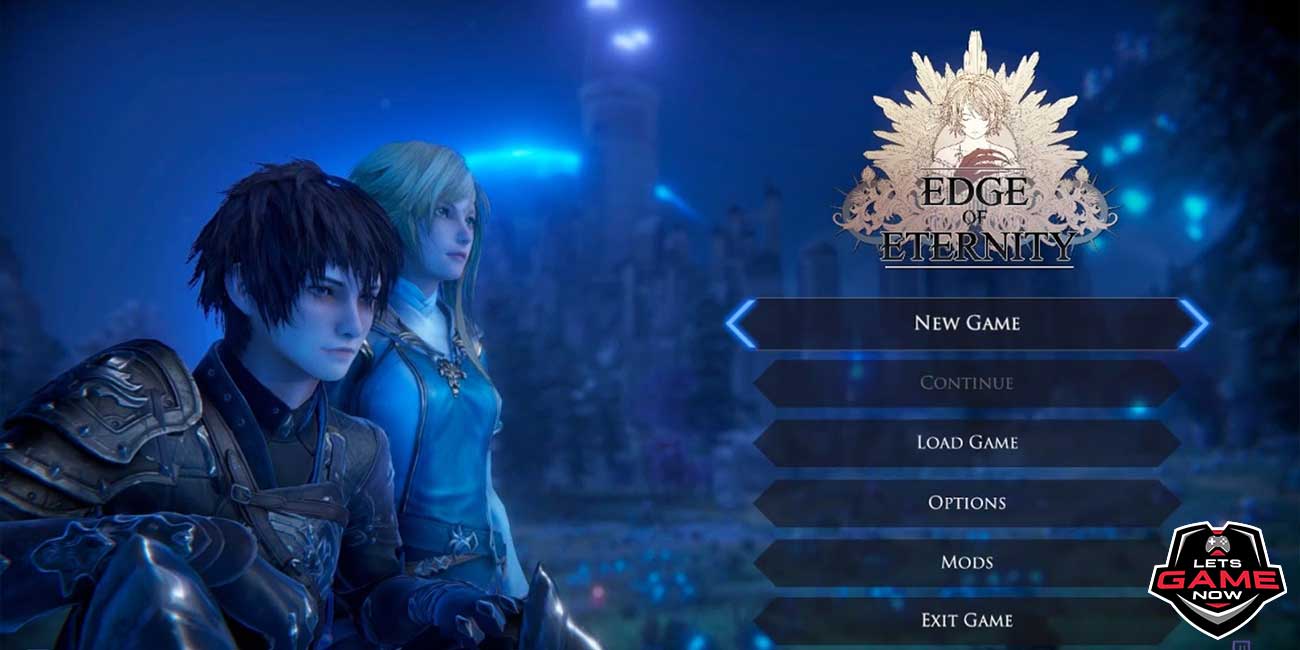 EDGE
OF
ETERNITY
NEW GAME
CONTINUE
LOAD GAME
OPTIONS
MODS
EXIT GAME
LETS
GAME
NOW